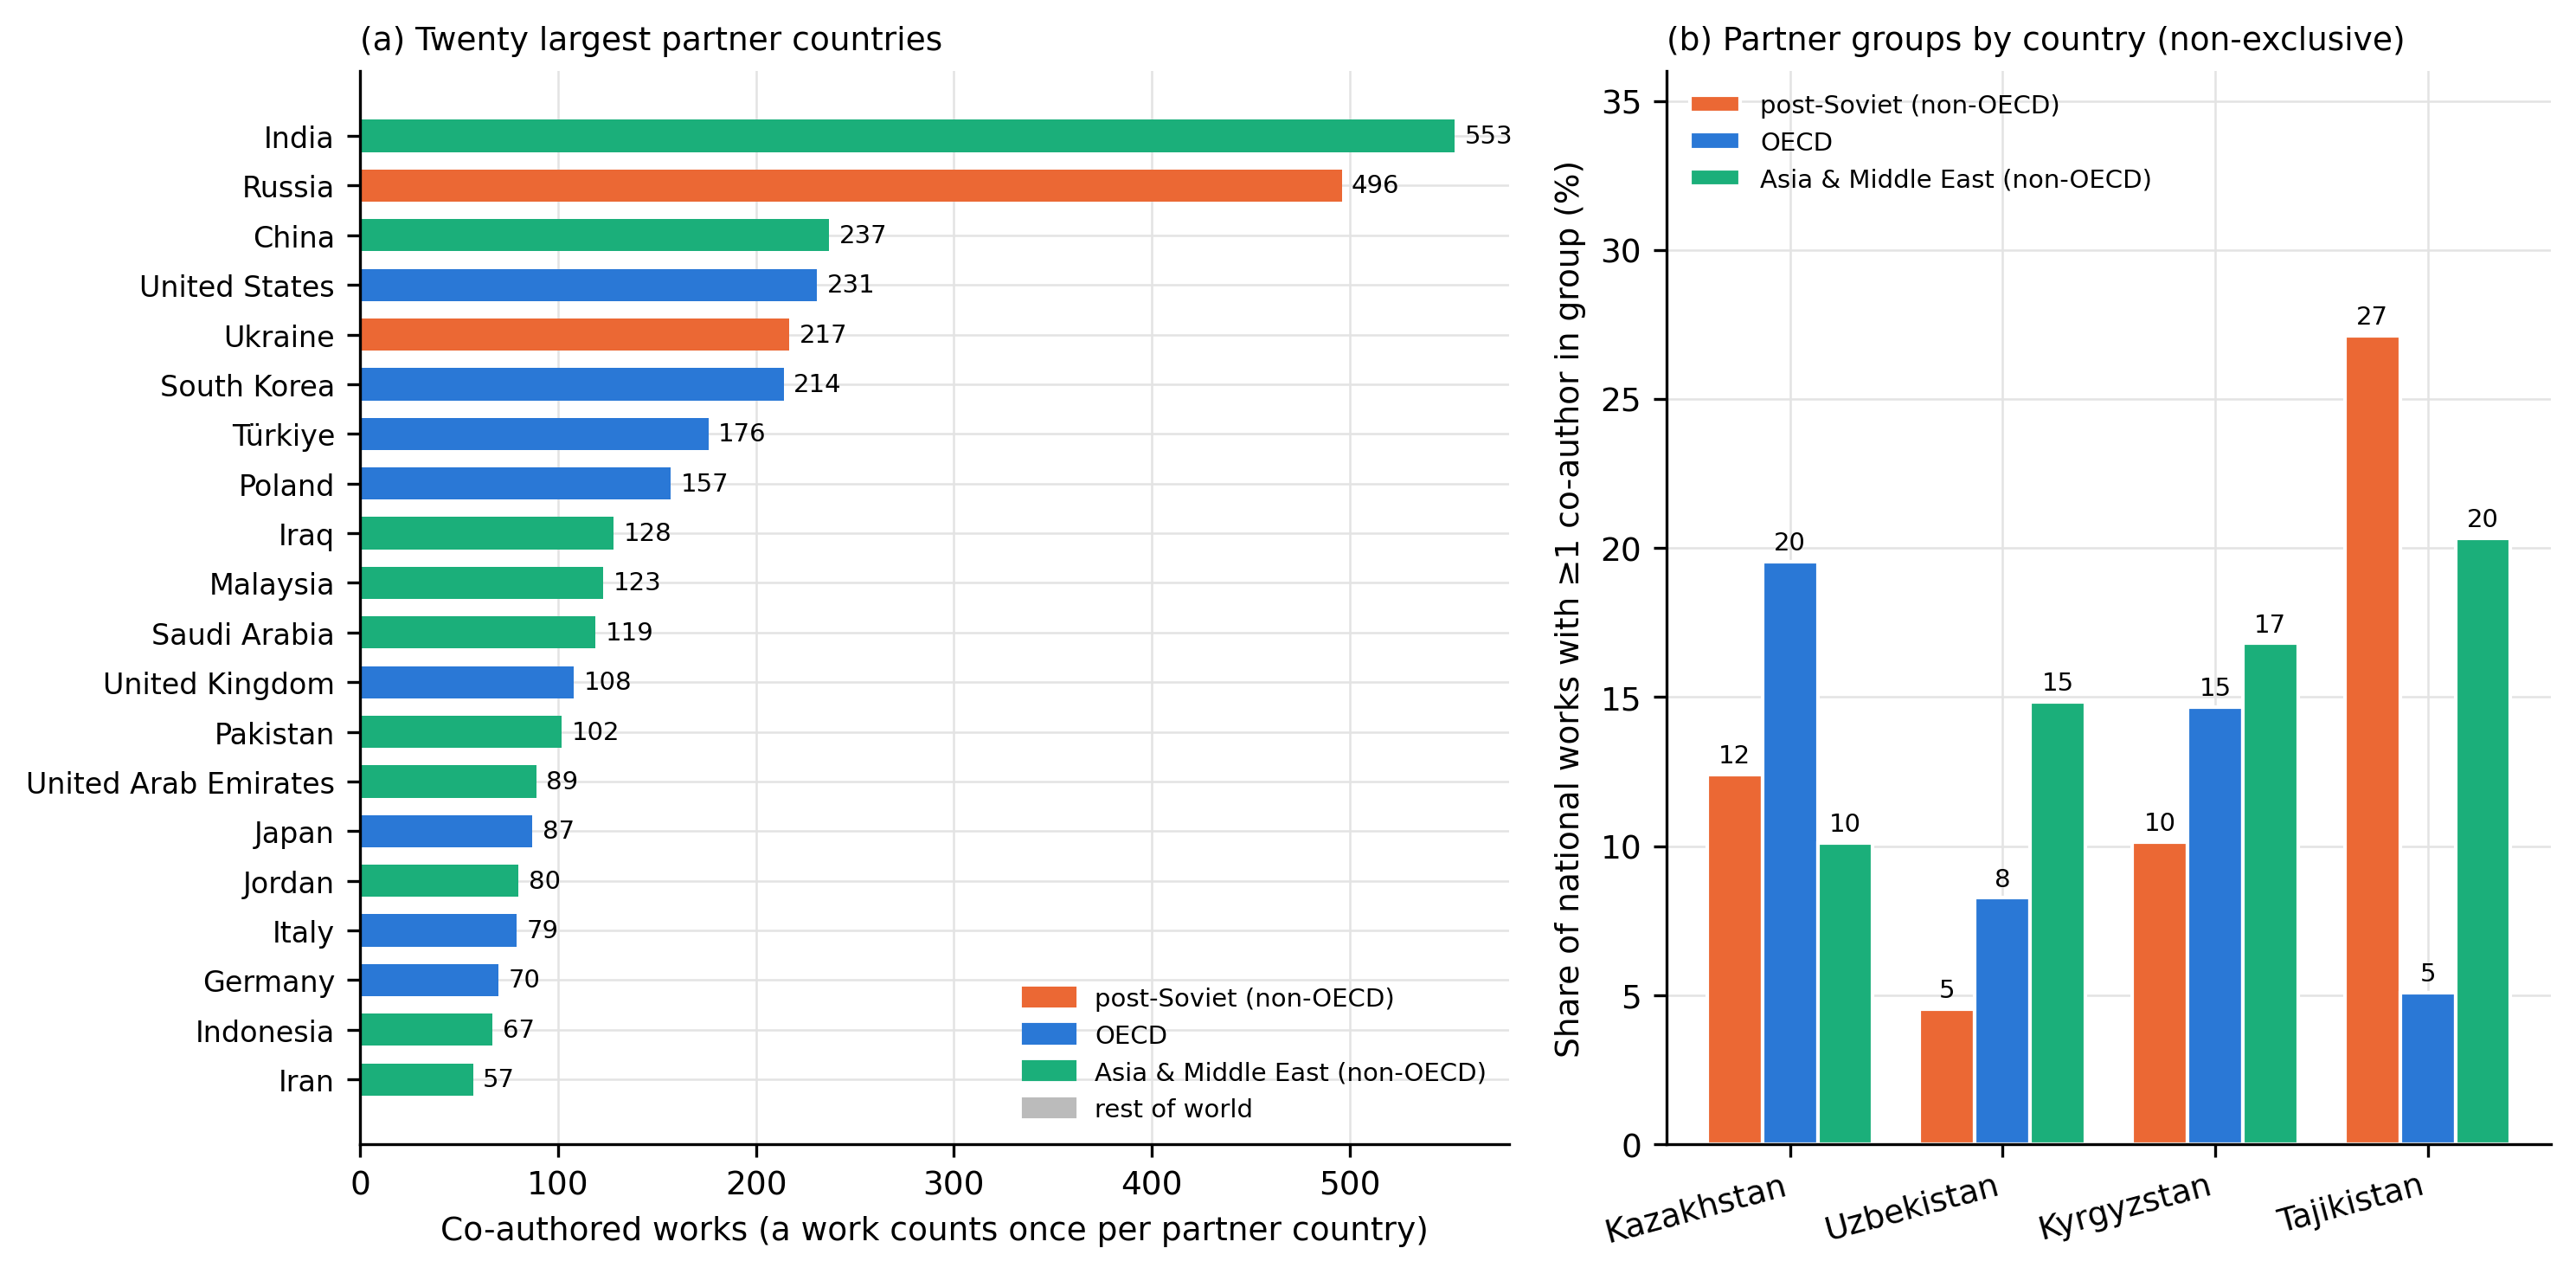 (a) Twenty largest partner countries
India 553
Russia 496
China 237
United States 231
Ukraine 217
South Korea 214
Türkiye 176
Poland 157
Iraq 128
Malaysia 123
Saudi Arabia 119
United Kingdom 108
Pakistan 102
United Arab Emirates 89
Japan 87
Jordan 80
Italy 79
Germany 70
Indonesia 67
Iran 57
post-Soviet (non-OECD)
OECD
Asia & Middle East (non-OECD)
rest of world
0 100 200 300 400 500
Co-authored works (a work counts once per partner country)
(b) Partner groups by country (non-exclusive)
Share of national works with ≥1 co-author in group (%)
35
30
25
20
15
10
5
0
post-Soviet (non-OECD)
OECD
Asia & Middle East (non-OECD)
12 20 10
5 8 15
10 15 17
27 5 20
Kazakhstan Uzbekistan Kyrgyzstan Tajikistan